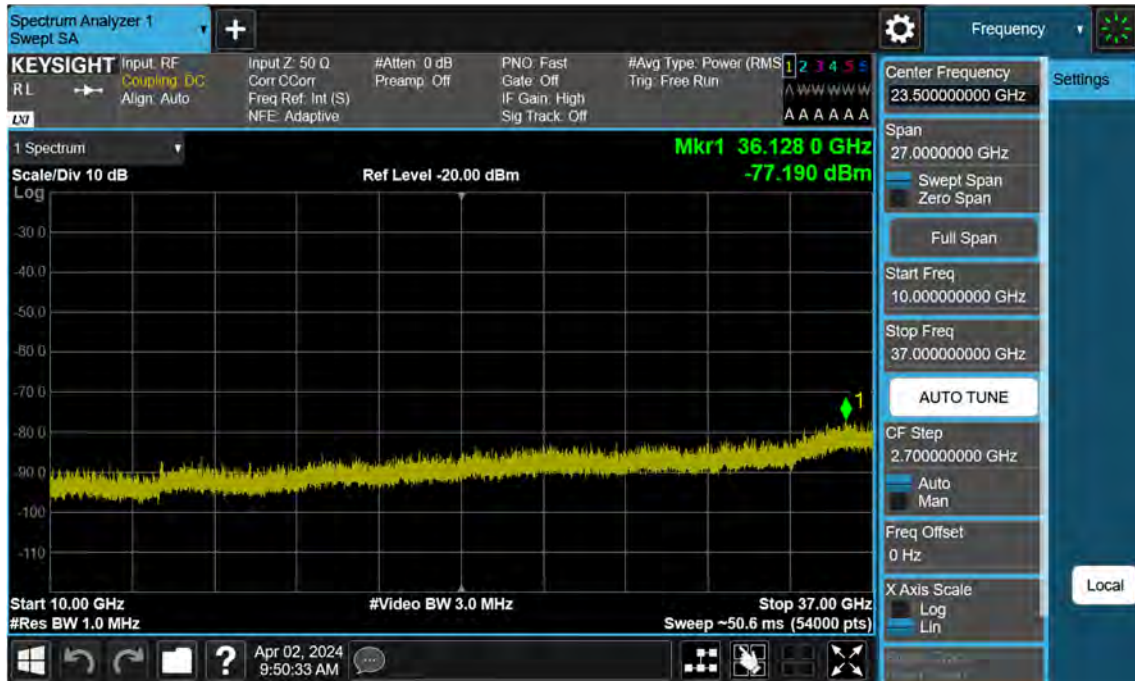 Spectrum Analyzer 1
Swept SA
+
Frequency
KEYSIGHT
RL
LXI
Input: RF
Coupling: DC
Align: Auto
Input Z: 50 Ω
Corr CCorr
Freq Ref: Int (S)
NFE: Adaptive
#Atten: 0 dB
Preamp: Off
PNO: Fast
Gate: Off
IF Gain: High
Sig Track: Off
#Avg Type: Power (RMS
Trig: Free Run
1 2 3 4 5 6
A W W W W W
A A A A A A
1 Spectrum
Scale/Div 10 dB
Ref Level -20.00 dBm
Mkr1 36.128 0 GHz
-77.190 dBm
Log
-30.0
-40.0
-50.0
-60.0
-70.0
-80.0
-90.0
-100
-110
1
Start 10.00 GHz
#Video BW 3.0 MHz
Stop 37.00 GHz
#Res BW 1.0 MHz
Sweep ~50.6 ms (54000 pts)
Apr 02, 2024
9:50:33 AM
?
Center Frequency
23.500000000 GHz
Span
27.0000000 GHz
Swept Span
Zero Span
Full Span
Start Freq
10.000000000 GHz
Stop Freq
37.000000000 GHz
AUTO TUNE
CF Step
2.700000000 GHz
Auto
Man
Freq Offset
0 Hz
X Axis Scale
Log
Lin
Settings
Local